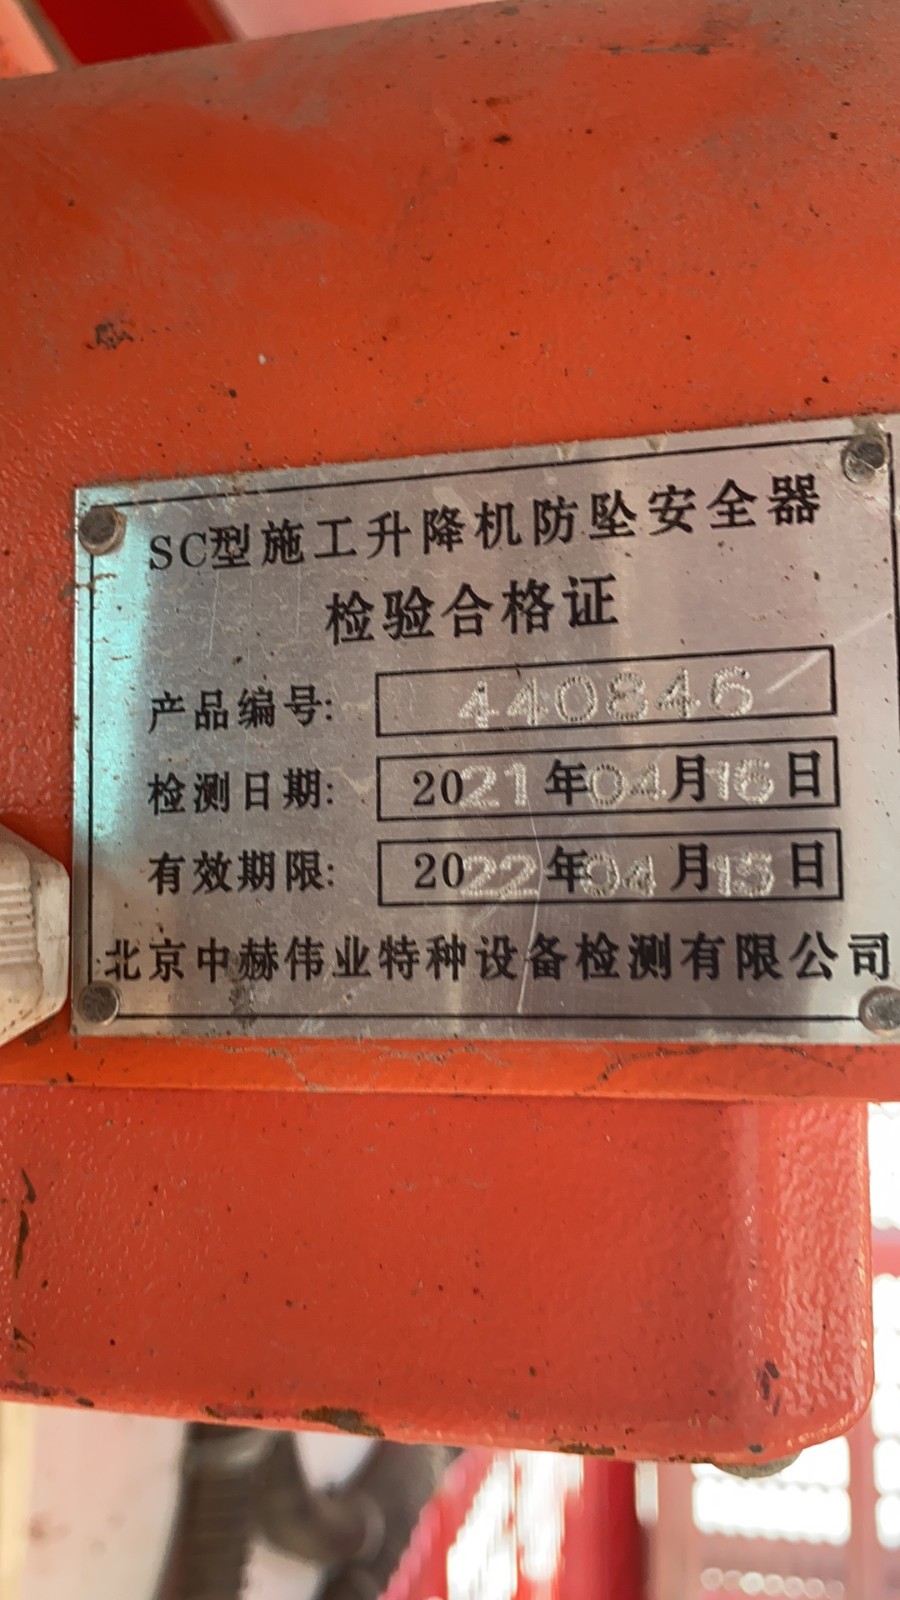 SC型施工升降机防坠安全器
检验合格证
产品编号: 440846
检测日期: 2021年04月16日
有效期限: 2022年04月15日
北京中赫伟业特种设备检测有限公司